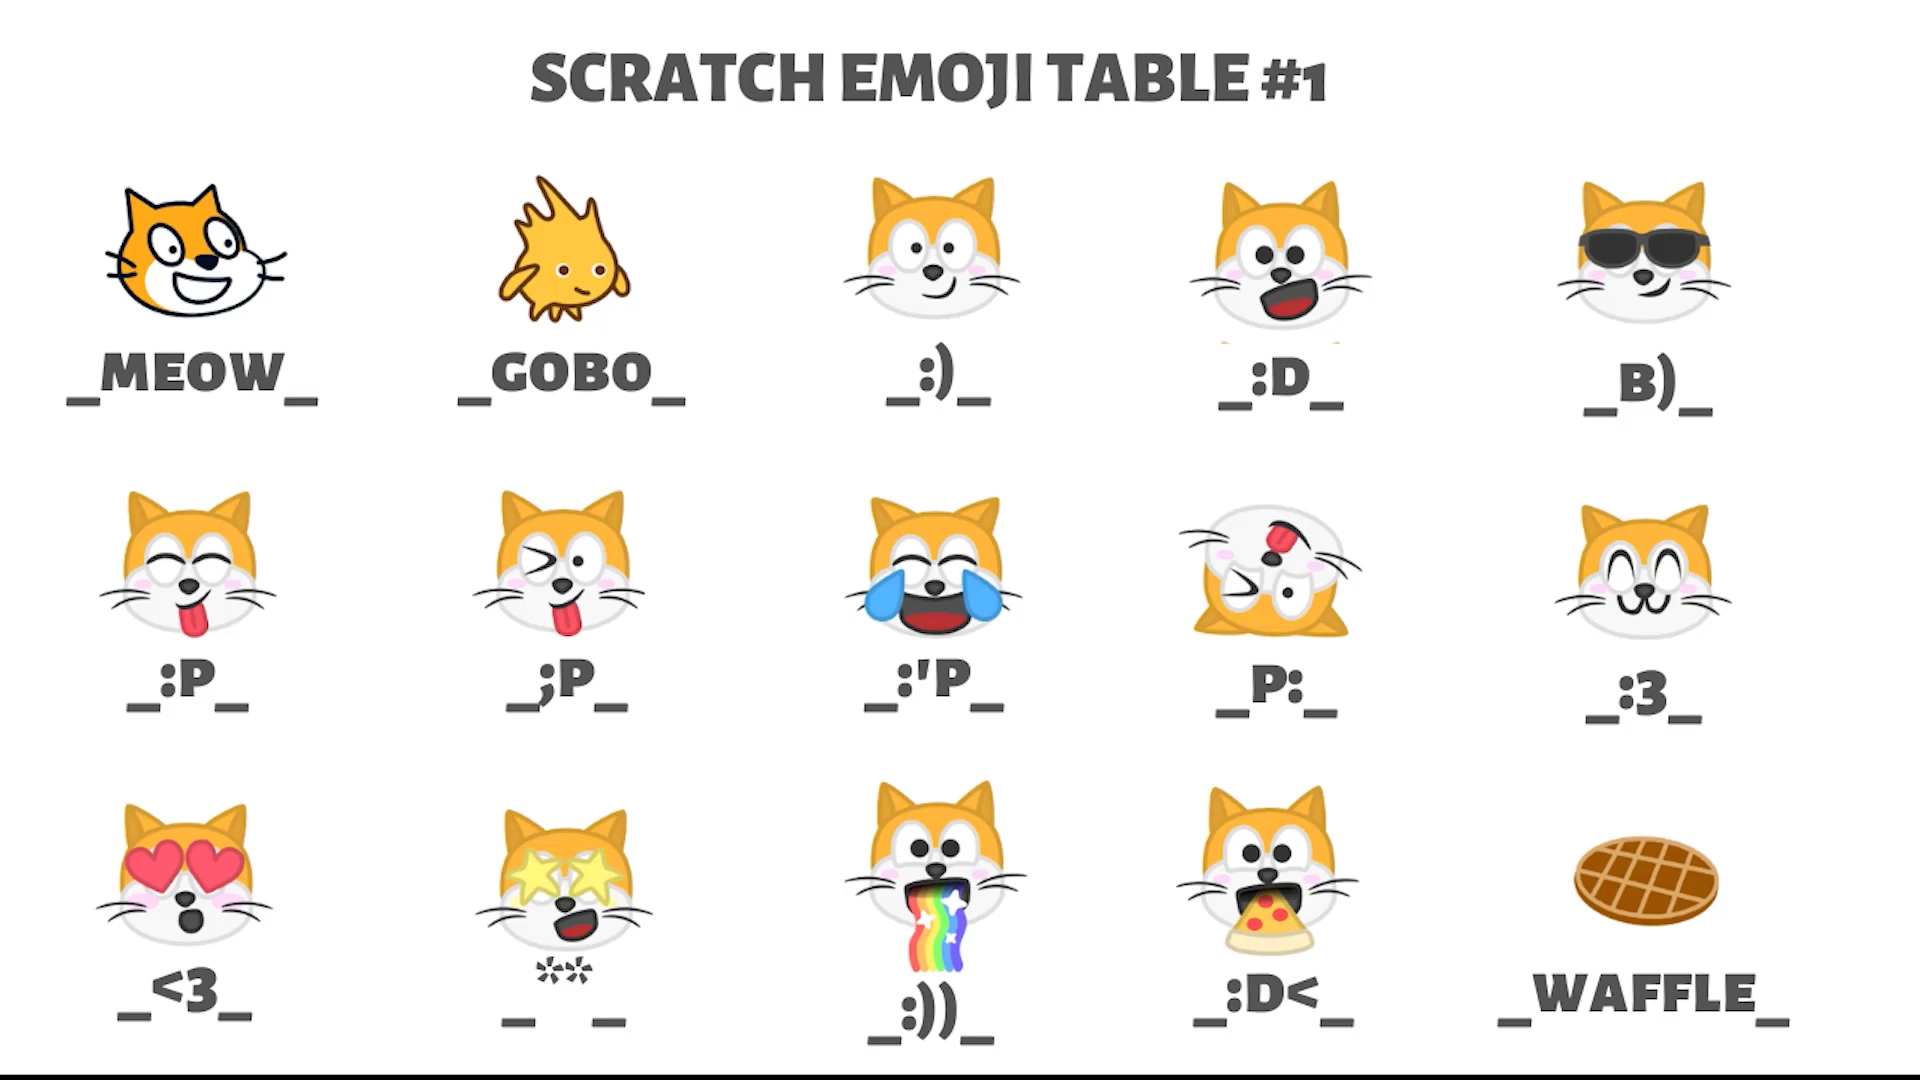 SCRATCH EMOJI TABLE #1
_MEOW_ _GOBO_ _:)_ _:D_ _B)_
_:P_ _;P_ _:'P_ _P:_ _:3_
_<3_ _**_ _:))_ _:D<_ _WAFFLE_